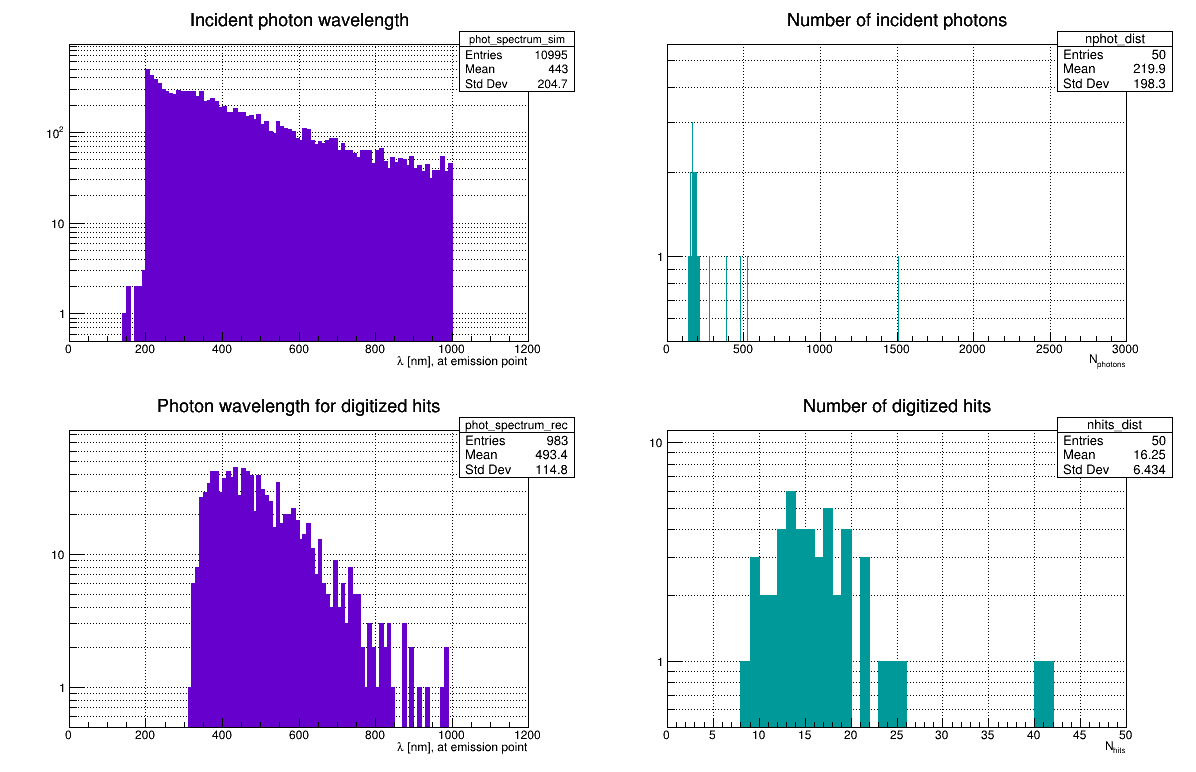 Incident photon wavelength
phot_spectrum_sim
Entries 10995
Mean 443
Std Dev 204.7
10²
10
1
0 200 400 600 800 1000 1200
λ [nm], at emission point
Number of incident photons
nphot_dist
Entries 50
Mean 219.9
Std Dev 198.3
1
0 500 1000 1500 2000 2500 3000
N_photons
Photon wavelength for digitized hits
phot_spectrum_rec
Entries 983
Mean 493.4
Std Dev 114.8
10
1
0 200 400 600 800 1000 1200
λ [nm], at emission point
Number of digitized hits
nhits_dist
Entries 50
Mean 16.25
Std Dev 6.434
10
1
0 5 10 15 20 25 30 35 40 45 50
N_hits